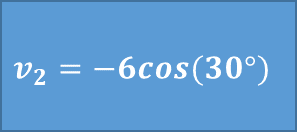 v₂ = −6cos(30°)